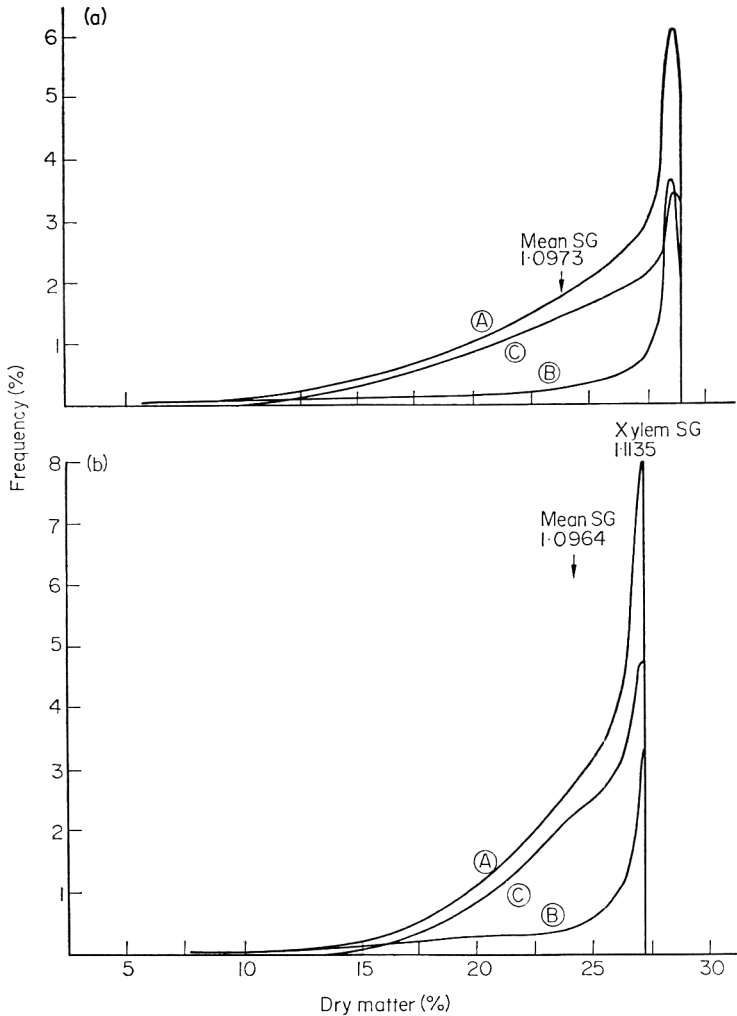 (a)
6
5
4
3
2
1
Mean SG
1·0973
A
C
B
Frequency (%)
Xylem SG
1·1135
(b)
8
7
6
5
4
3
2
1
Mean SG
1·0964
A
C
B
5 10 15 20 25 30
Dry matter (%)